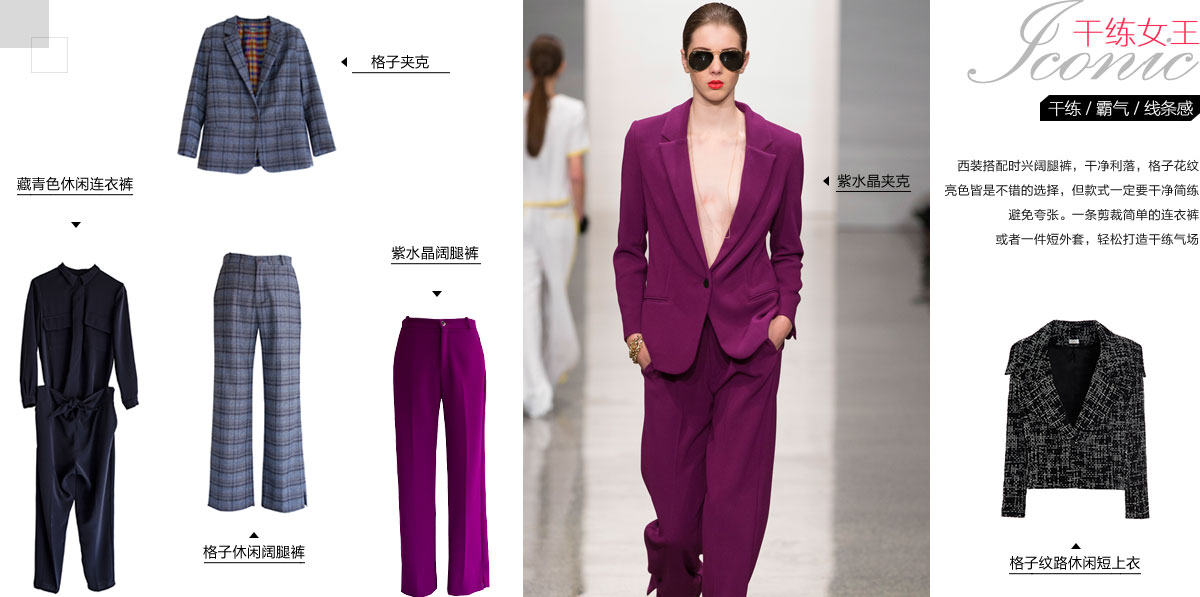 格子夹克
藏青色休闲连衣裤
紫水晶阔腿裤
格子休闲阔腿裤
紫水晶夹克
Iconic
干练女王
干练 / 霸气 / 线条感
西装搭配时兴阔腿裤，干净利落，格子花纹
亮色皆是不错的选择，但款式一定要干净简练
避免夸张。一条剪裁简单的连衣裤
或者一件短外套，轻松打造干练气场
格子纹路休闲短上衣